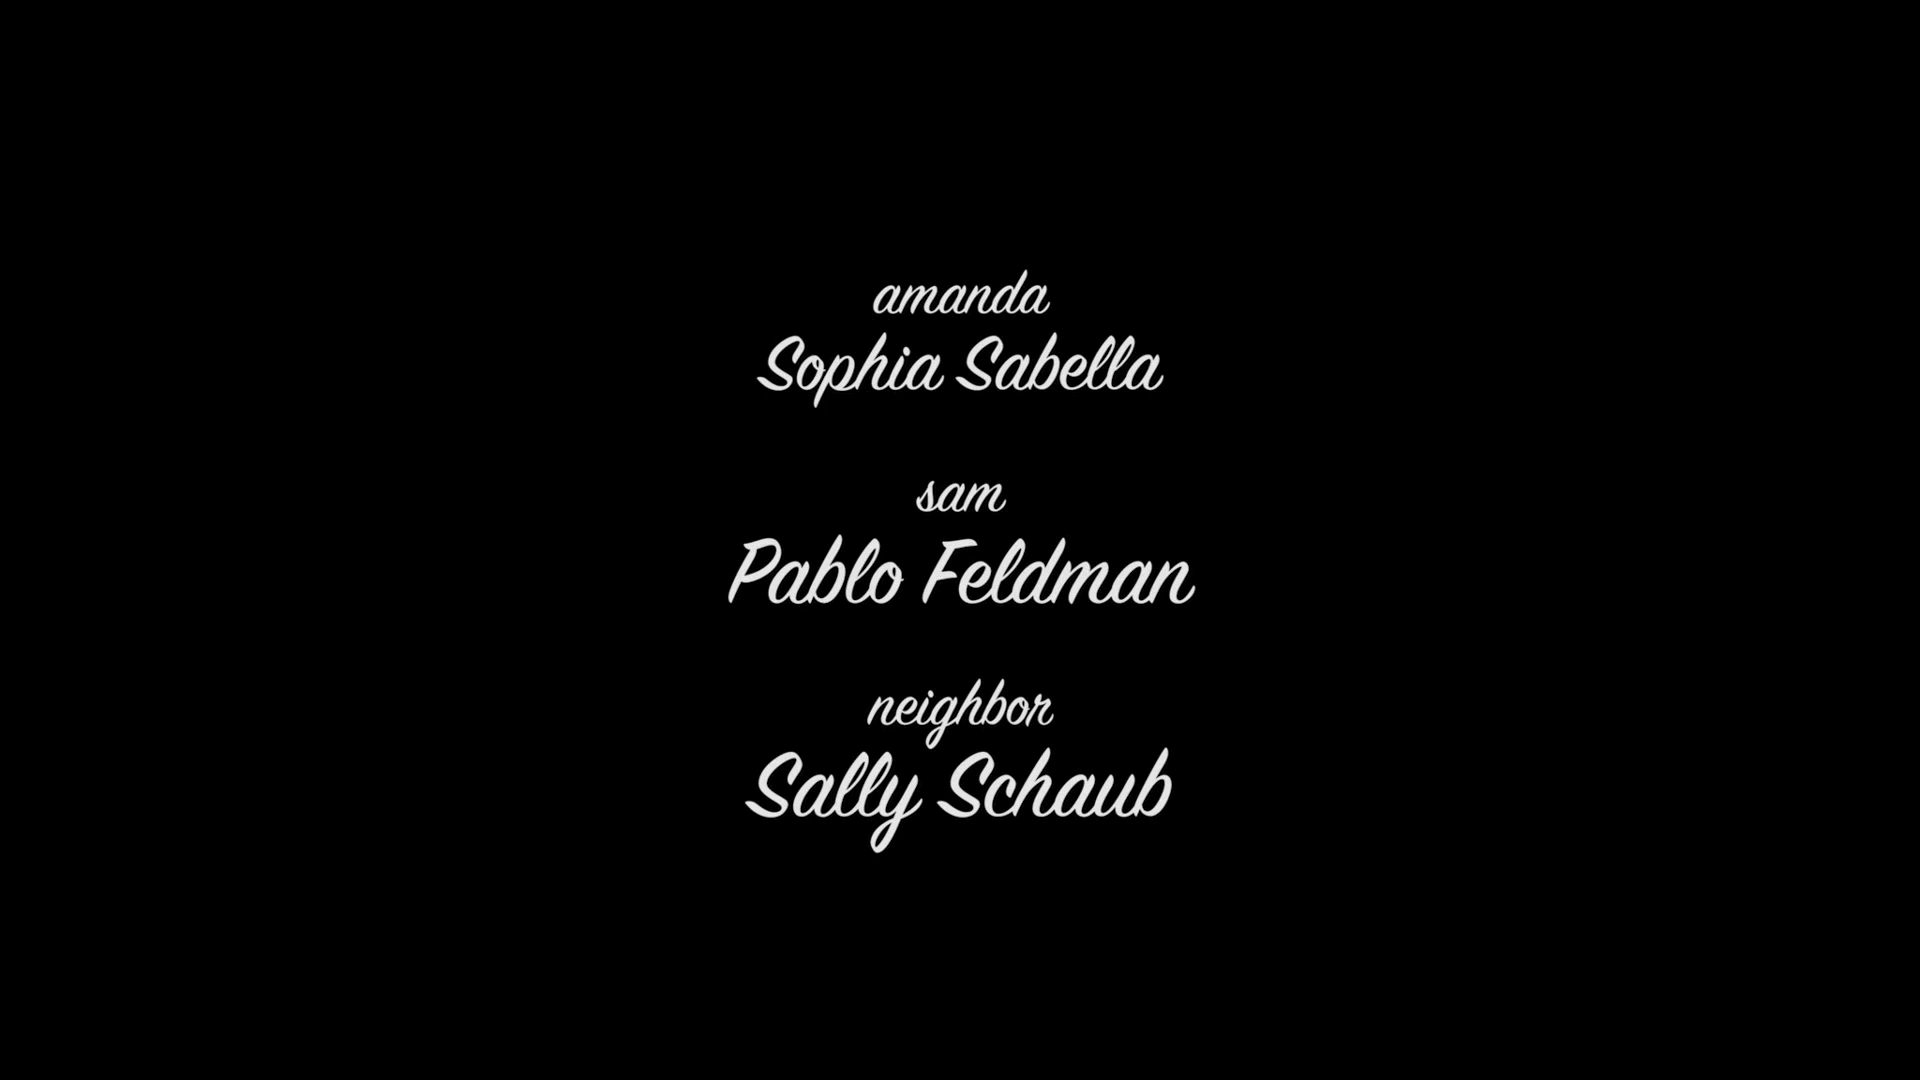 amanda
Sophia Sabella
sam
Pablo Feldman
neighbor
Sally Schaub